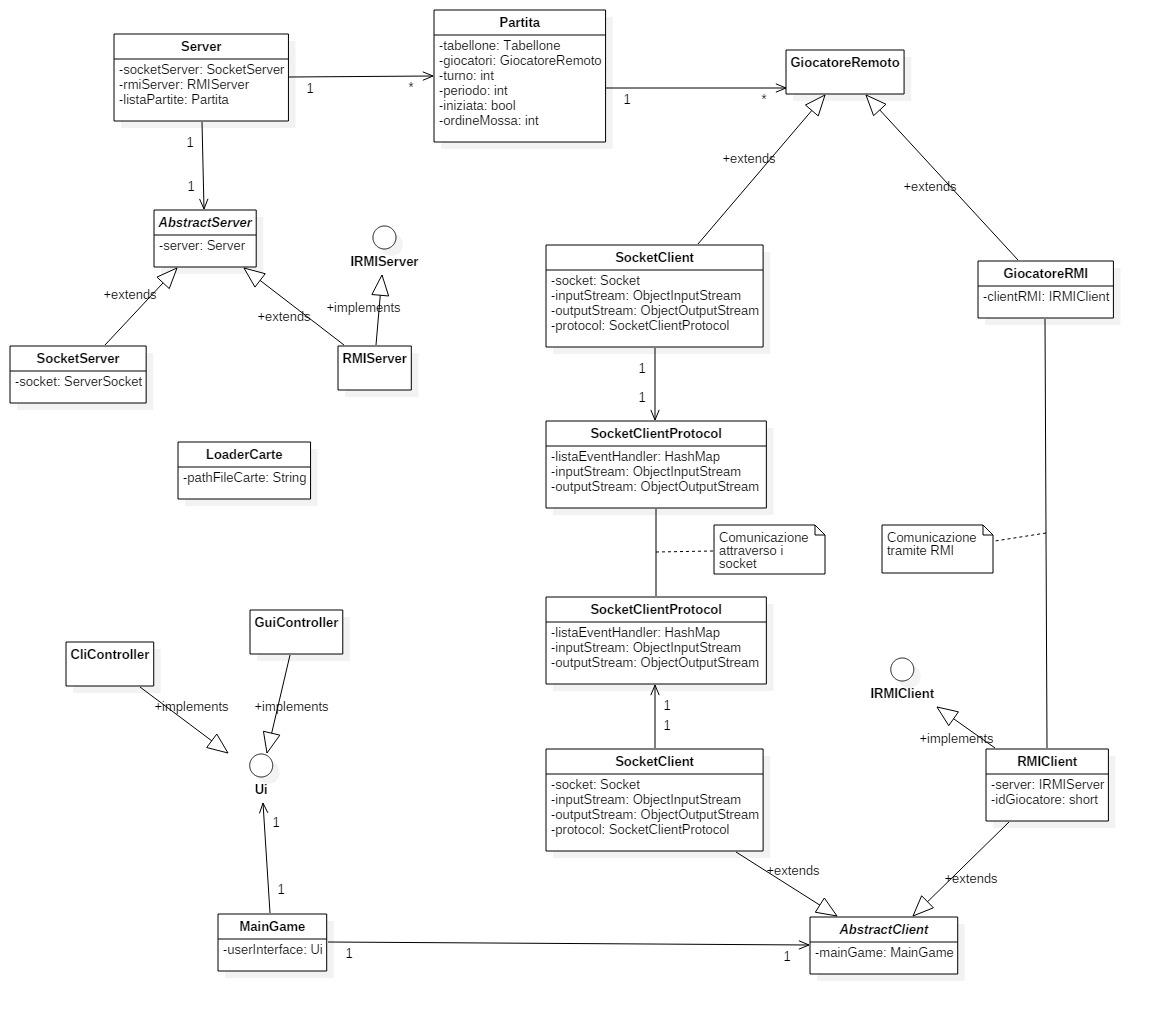 Server
-socketServer: SocketServer
-rmiServer: RMIServer
-listaPartite: Partita
1
*
Partita
-tabellone: Tabellone
-giocatori: GiocatoreRemoto
-turno: int
-periodo: int
-iniziata: bool
-ordineMossa: int
1
*
GiocatoreRemoto
1
1
+extends
+extends
AbstractServer
-server: Server
IRMIServer
+extends
+extends
+implements
SocketServer
-socket: ServerSocket
RMIServer
SocketClient
-socket: Socket
-inputStream: ObjectInputStream
-outputStream: ObjectOutputStream
-protocol: SocketClientProtocol
GiocatoreRMI
-clientRMI: IRMIClient
1
1
LoaderCarte
-pathFileCarte: String
SocketClientProtocol
-listaEventHandler: HashMap
-inputStream: ObjectInputStream
-outputStream: ObjectOutputStream
Comunicazione
attraverso i
socket
Comunicazione
tramite RMI
SocketClientProtocol
-listaEventHandler: HashMap
-inputStream: ObjectInputStream
-outputStream: ObjectOutputStream
GuiController
CliController
+implements
+implements
Ui
1
1
1
1
IRMIClient
+implements
SocketClient
-socket: Socket
-inputStream: ObjectInputStream
-outputStream: ObjectOutputStream
-protocol: SocketClientProtocol
RMIClient
-server: IRMIServer
-idGiocatore: short
+extends
+extends
MainGame
-userInterface: Ui
1
1
AbstractClient
-mainGame: MainGame